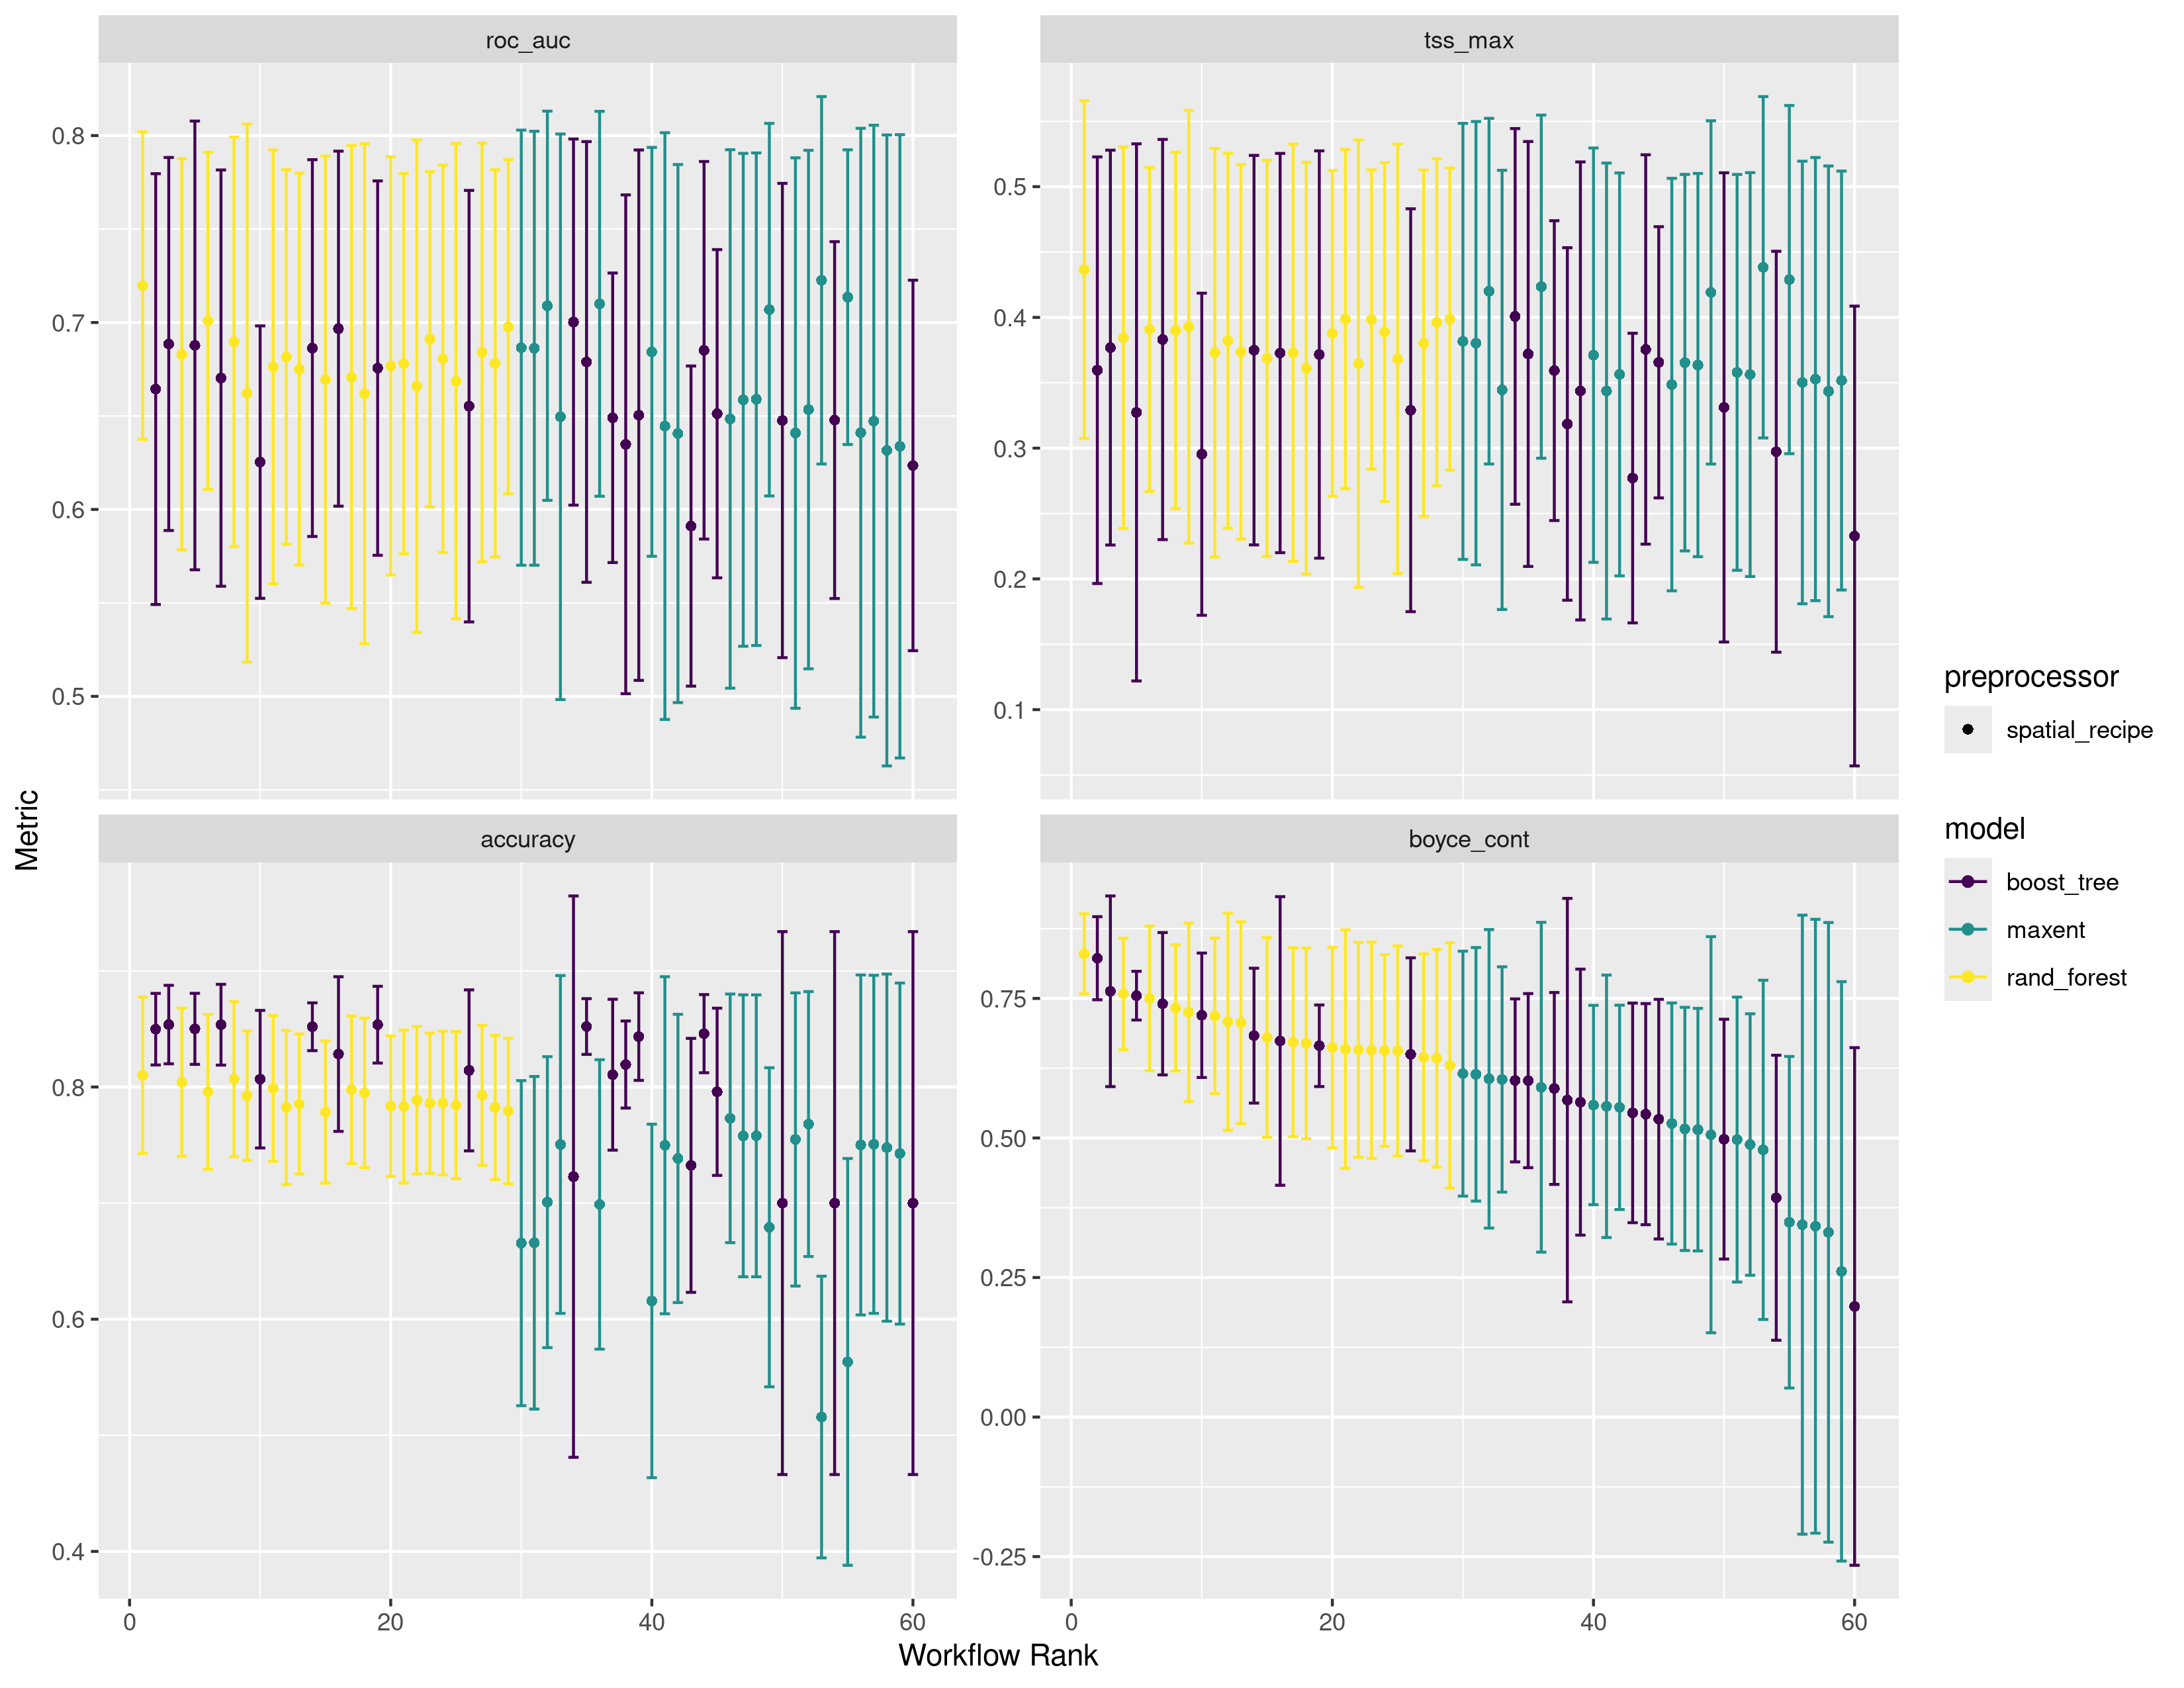 roc_auc
tss_max
0.8
0.7
0.6
0.5
0.5
0.4
0.3
0.2
0.1
accuracy
boyce_cont
0.8
0.6
0.4
0.75
0.50
0.25
0.00
-0.25
0 20 40 60
0 20 40 60
Workflow Rank
Metric
preprocessor
spatial_recipe
model
boost_tree
maxent
rand_forest